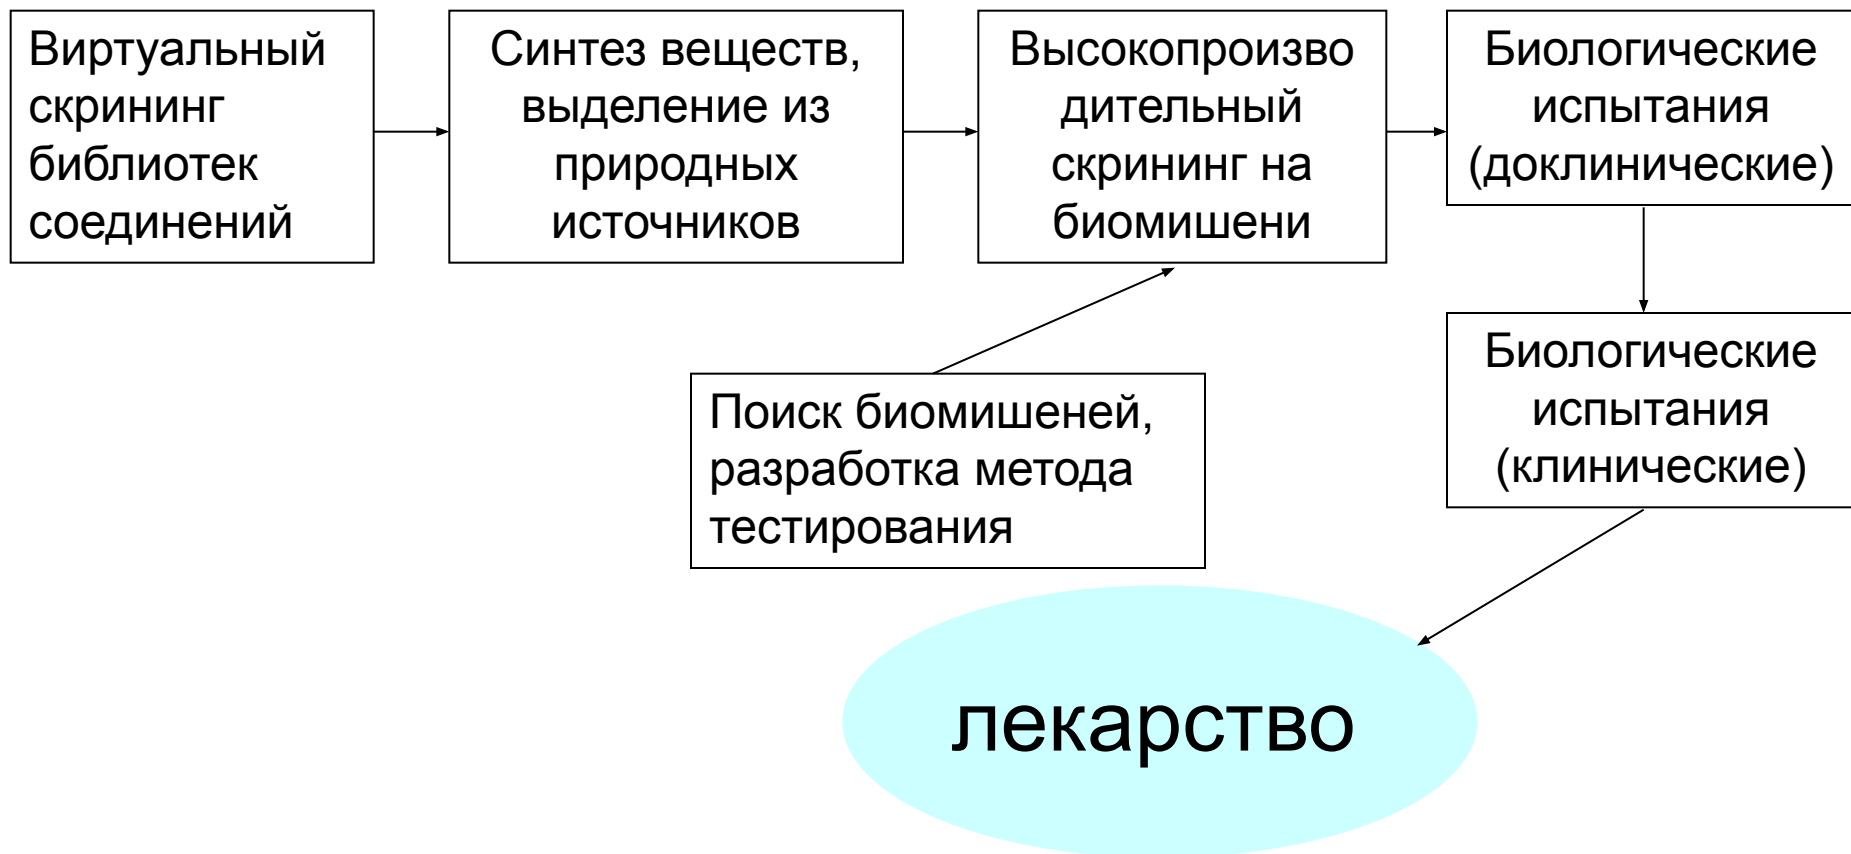 Виртуальный
скрининг
библиотек
соединений
Синтез веществ,
выделение из
природных
источников
Высокопроизво
дительный
скрининг на
биомишени
Биологические
испытания
(доклинические)
Поиск биомишеней,
разработка метода
тестирования
Биологические
испытания
(клинические)
лекарство